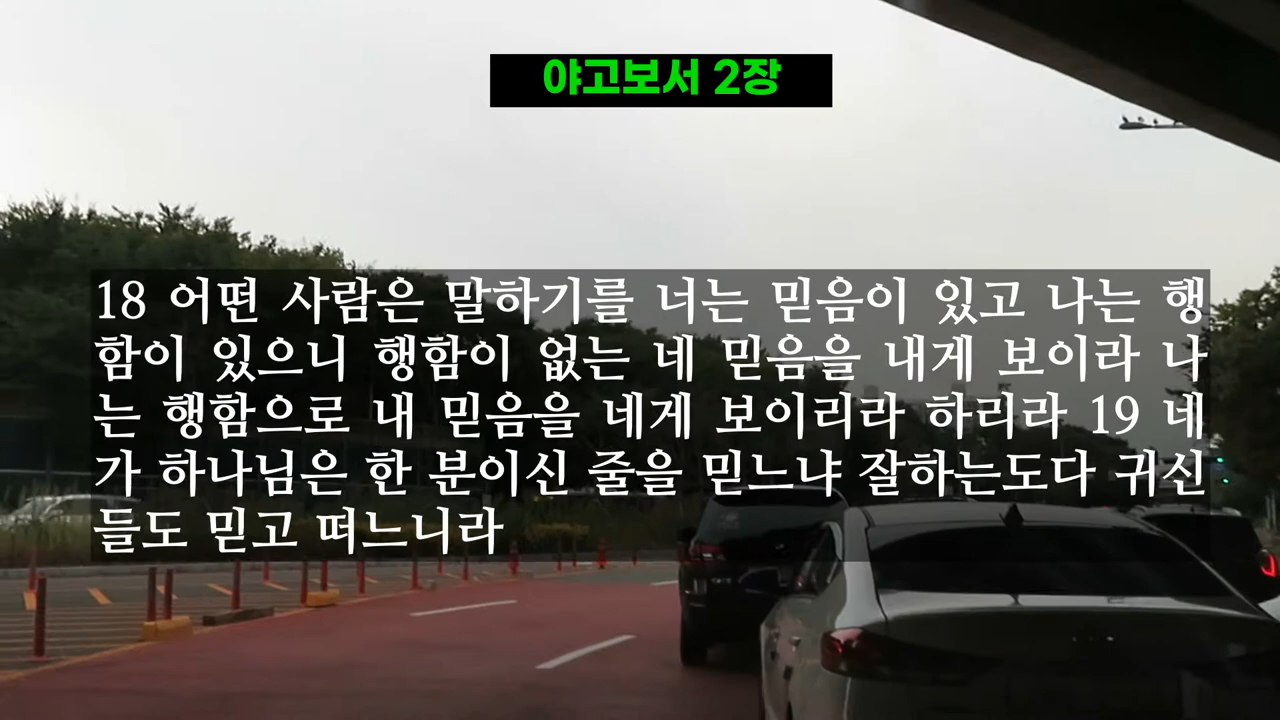 야고보서 2장
18 어떤 사람은 말하기를 너는 믿음이 있고 나는 행
함이 있으니 행함이 없는 네 믿음을 내게 보이라 나
는 행함으로 내 믿음을 네게 보이리라 하리라 19 네
가 하나님은 한 분이신 줄을 믿느냐 잘하는도다 귀신
들도 믿고 떠느니라